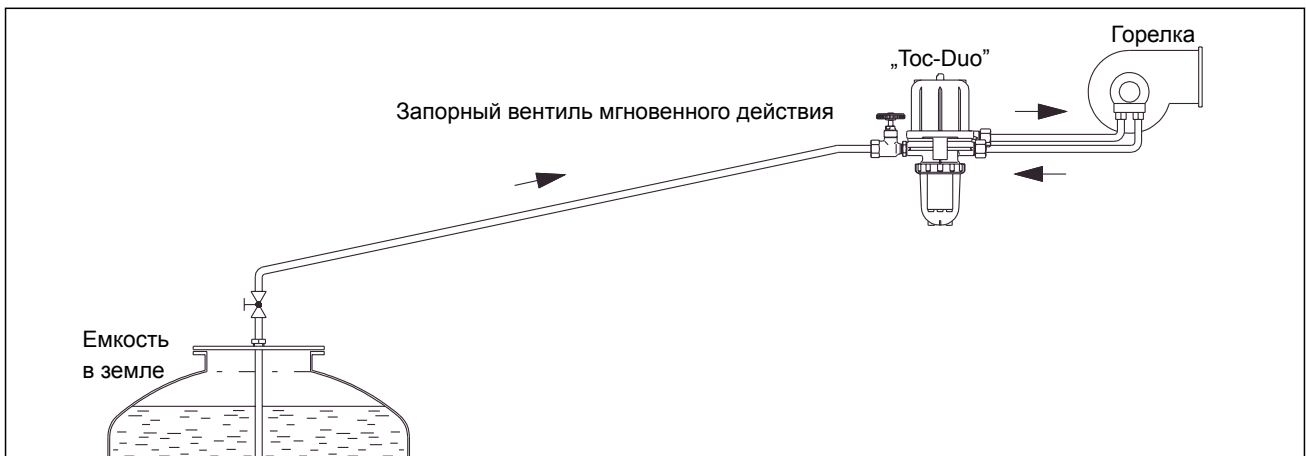 Горелка
„Toc-Duo”
Запорный вентиль мгновенного действия
Емкость
в земле